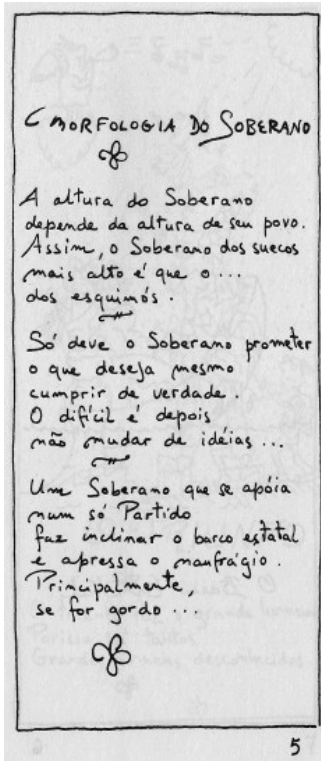 MORFOLOGIA DO SOBERANO
A altura do Soberano
depende da altura de seu povo.
Assim, o Soberano dos suecos
mais alto é que o ...
dos esquimós.
Só deve o Soberano prometer
o que deseja mesmo
cumprir de verdade.
O difícil é depois
não mudar de idéias ...
Um Soberano que se apóia
num só Partido
faz inclinar o barco estatal
e apressa o naufrágio.
Principalmente,
se for gordo ...
5